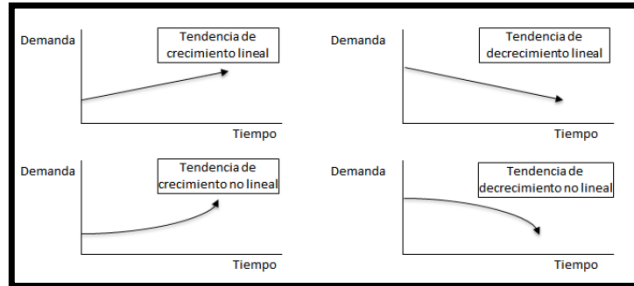 Demanda
Tendencia de
crecimiento lineal
Tiempo
Demanda
Tendencia de
decrecimiento lineal
Tiempo
Demanda
Tendencia de
crecimiento no lineal
Tiempo
Demanda
Tendencia de
decrecimiento no lineal
Tiempo